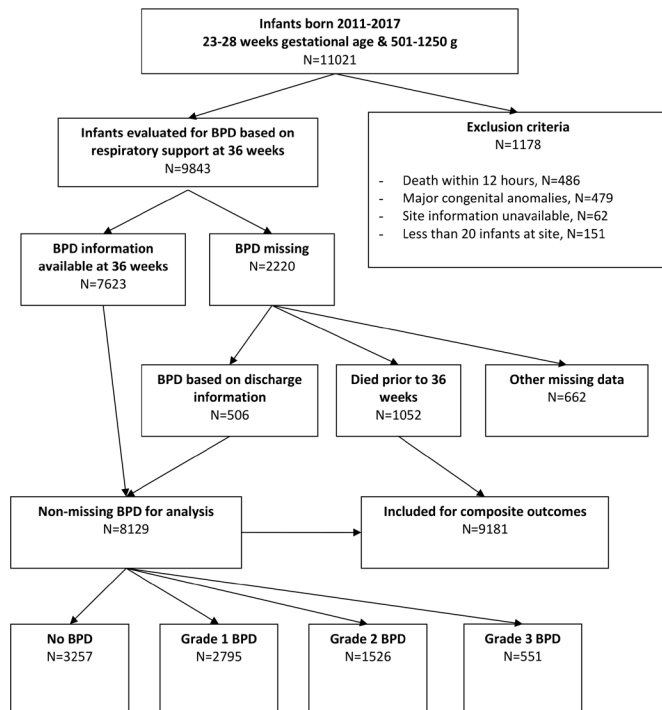 Infants born 2011-2017
23-28 weeks gestational age & 501-1250 g
N=11021
Infants evaluated for BPD based on
respiratory support at 36 weeks
N=9843
Exclusion criteria
N=1178
- Death within 12 hours, N=486
- Major congenital anomalies, N=479
- Site information unavailable, N=62
- Less than 20 infants at site, N=151
BPD information
available at 36 weeks
N=7623
BPD missing
N=2220
BPD based on discharge
information
N=506
Died prior to 36
weeks
N=1052
Other missing data
N=662
Non-missing BPD for analysis
N=8129
Included for composite outcomes
N=9181
No BPD
N=3257
Grade 1 BPD
N=2795
Grade 2 BPD
N=1526
Grade 3 BPD
N=551